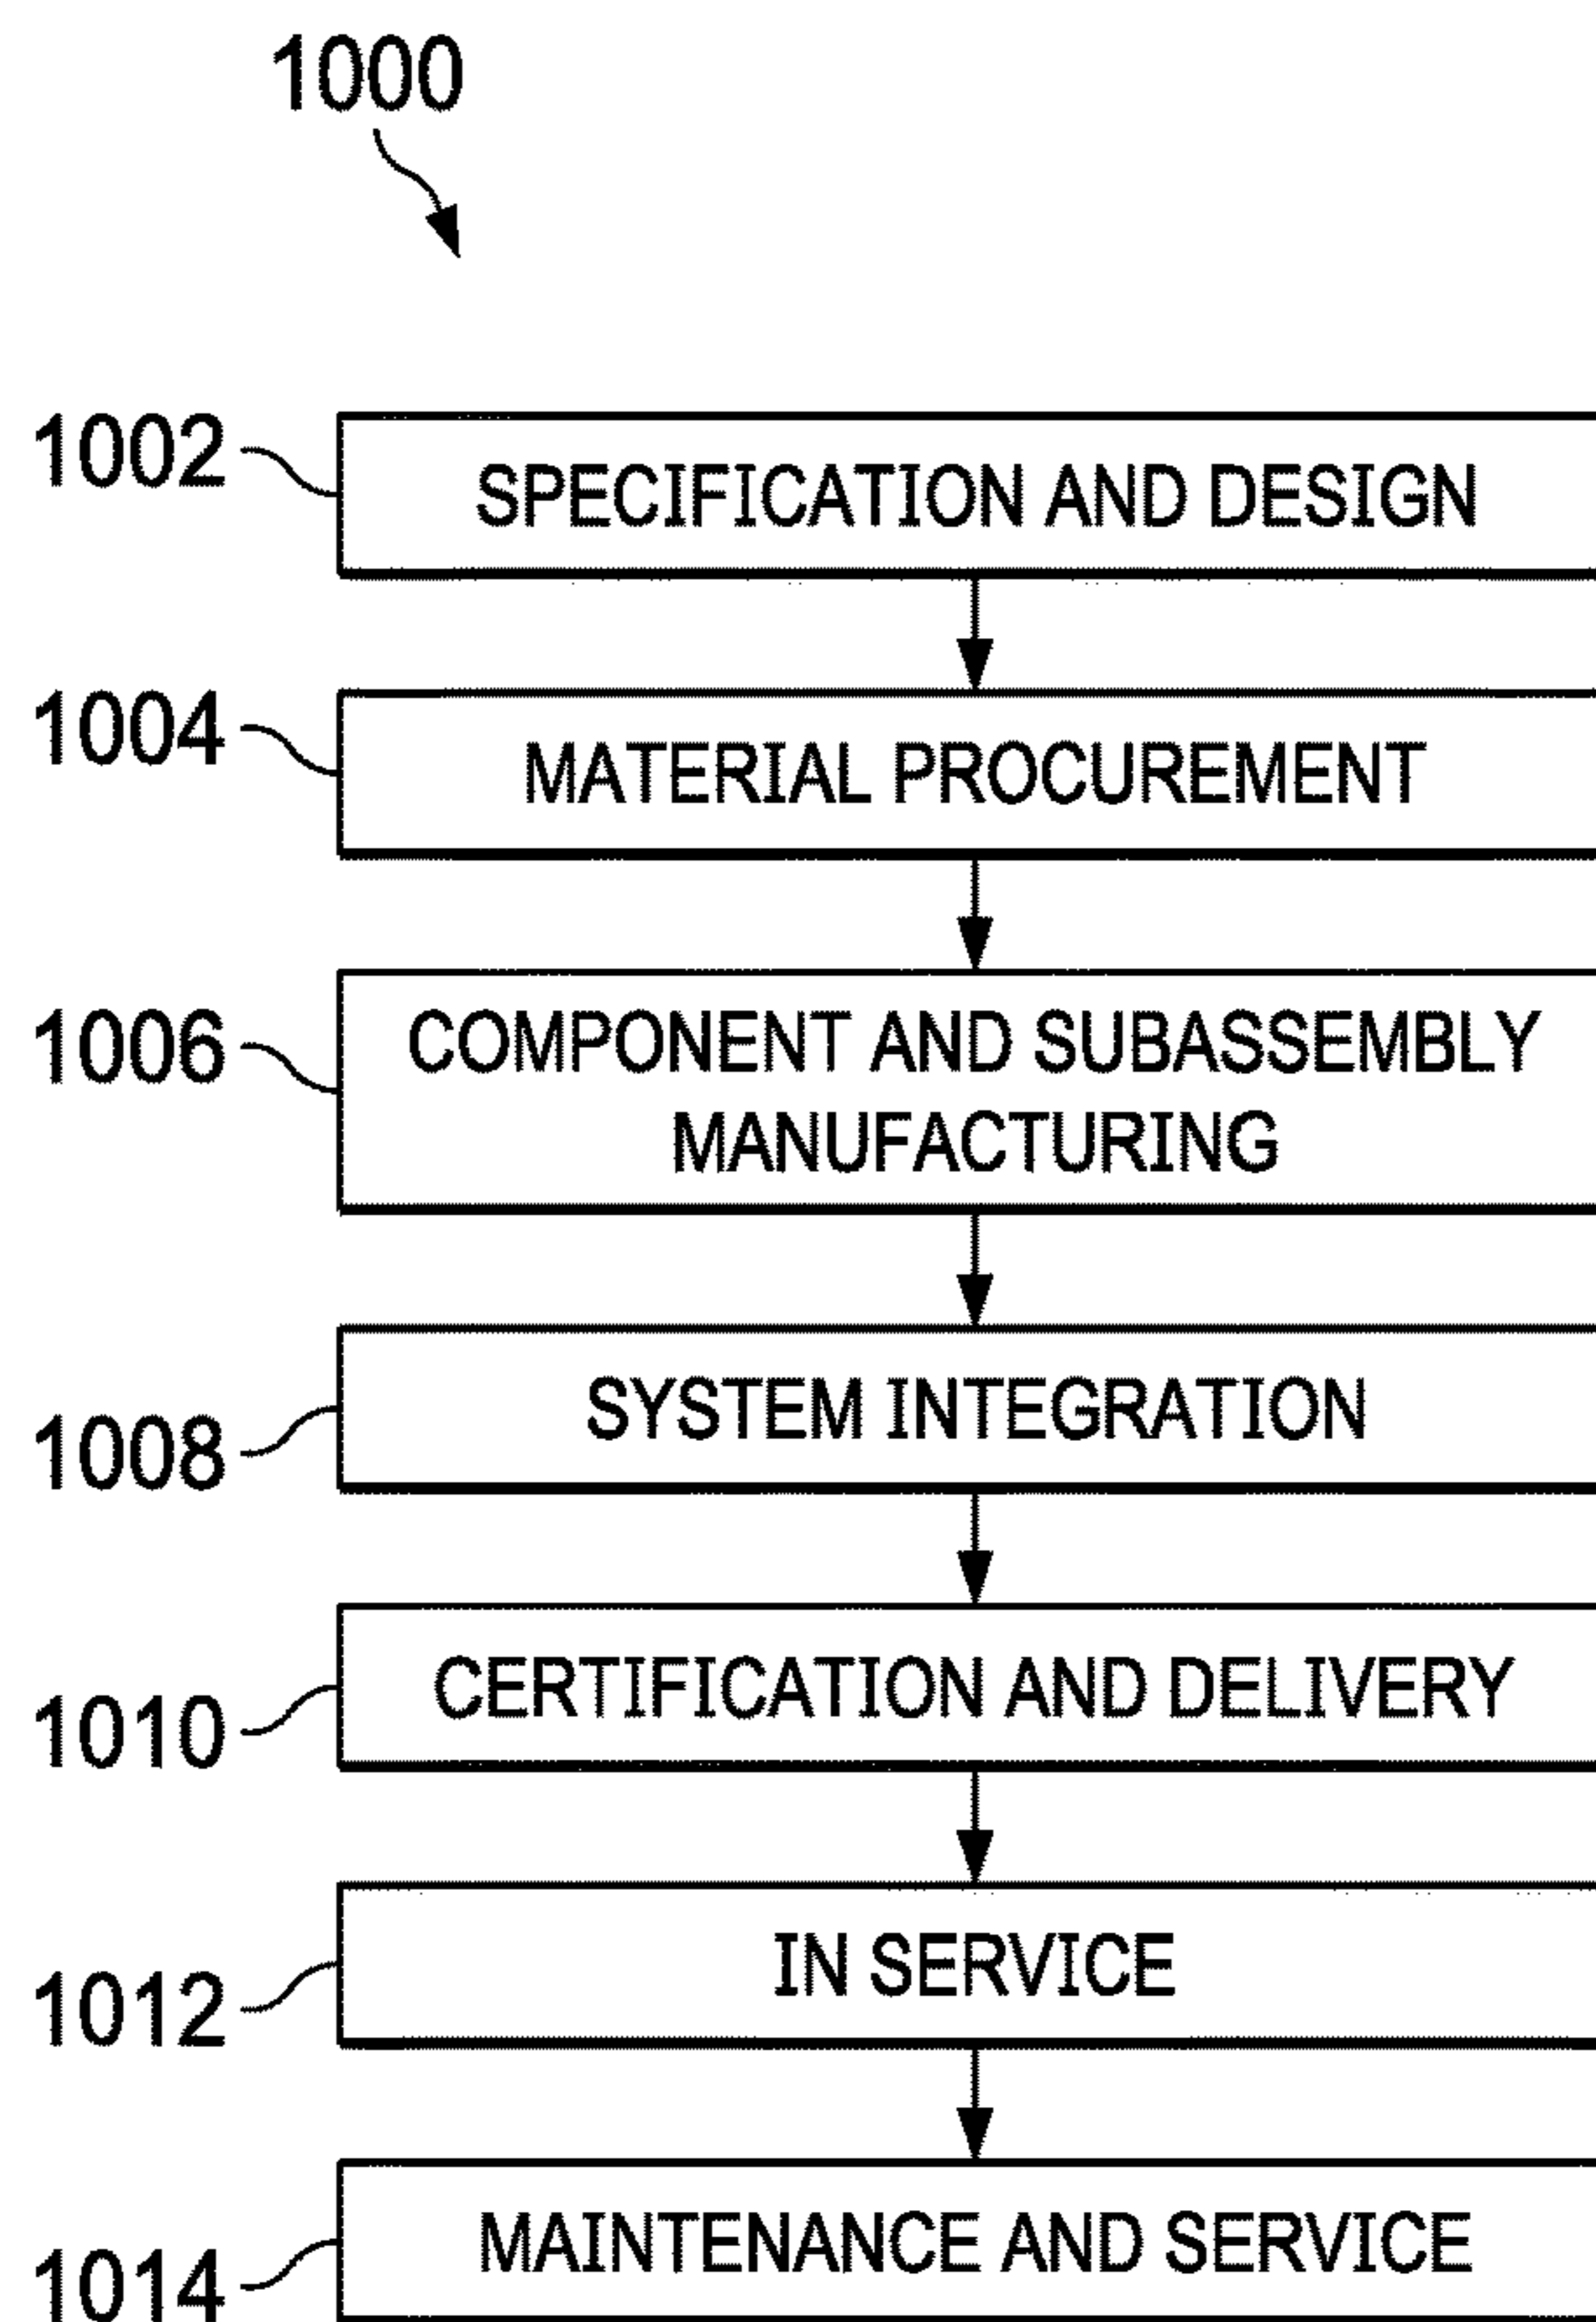 1000
1002
SPECIFICATION AND DESIGN
1004
MATERIAL PROCUREMENT
1006
COMPONENT AND SUBASSEMBLY
MANUFACTURING
1008
SYSTEM INTEGRATION
1010
CERTIFICATION AND DELIVERY
1012
IN SERVICE
1014
MAINTENANCE AND SERVICE